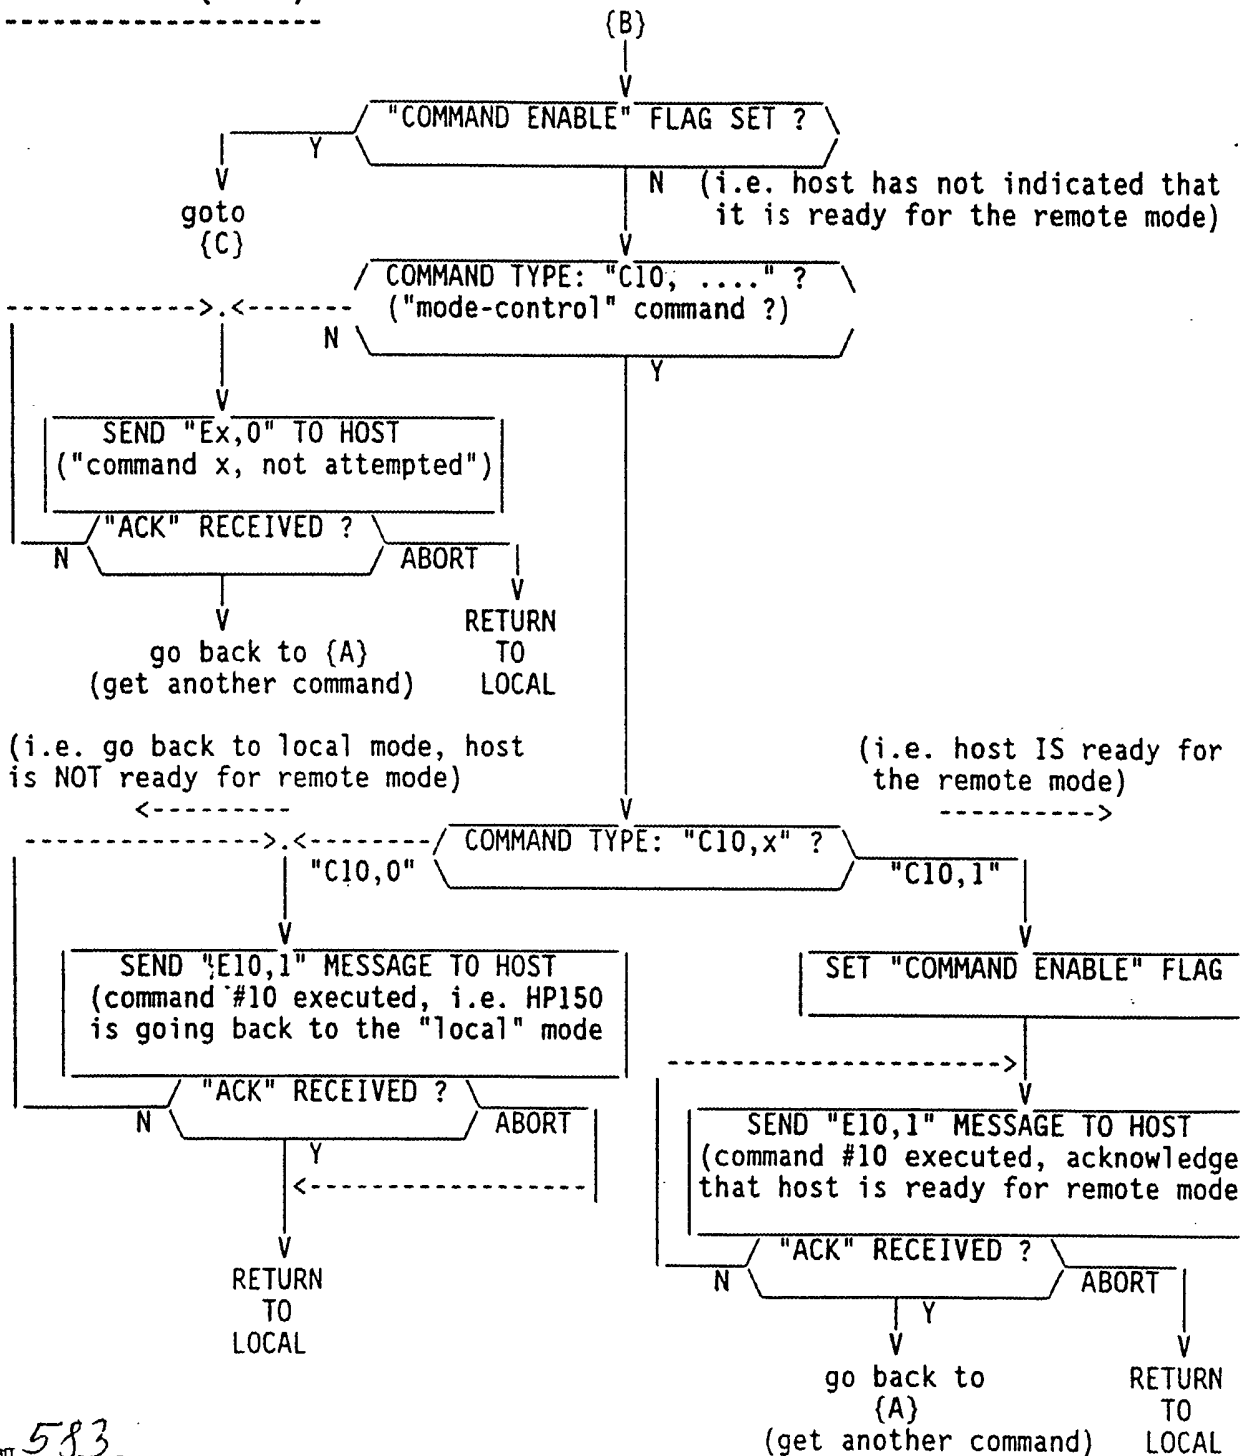 {B}
V
"COMMAND ENABLE" FLAG SET ?
Y
V
N (i.e. host has not indicated that
it is ready for the remote mode)
goto
{C}
V
COMMAND TYPE: "C10, ...." ?
("mode-control" command ?)
N
Y
V
SEND "Ex,0" TO HOST
("command x, not attempted")
"ACK" RECEIVED ?
N
ABORT
V
V
go back to {A}
(get another command)
RETURN
TO
LOCAL
(i.e. go back to local mode, host
is NOT ready for remote mode)
(i.e. host IS ready for
the remote mode)
V
COMMAND TYPE: "C10,x" ?
"C10,0"
"C10,1"
V
V
SEND "E10,1" MESSAGE TO HOST
(command #10 executed, i.e. HP150
is going back to the "local" mode
"ACK" RECEIVED ?
N
ABORT
Y
V
RETURN
TO
LOCAL
SET "COMMAND ENABLE" FLAG
V
SEND "E10,1" MESSAGE TO HOST
(command #10 executed, acknowledge
that host is ready for remote mode
"ACK" RECEIVED ?
N
ABORT
Y
V
V
go back to
{A}
(get another command)
RETURN
TO
LOCAL
583